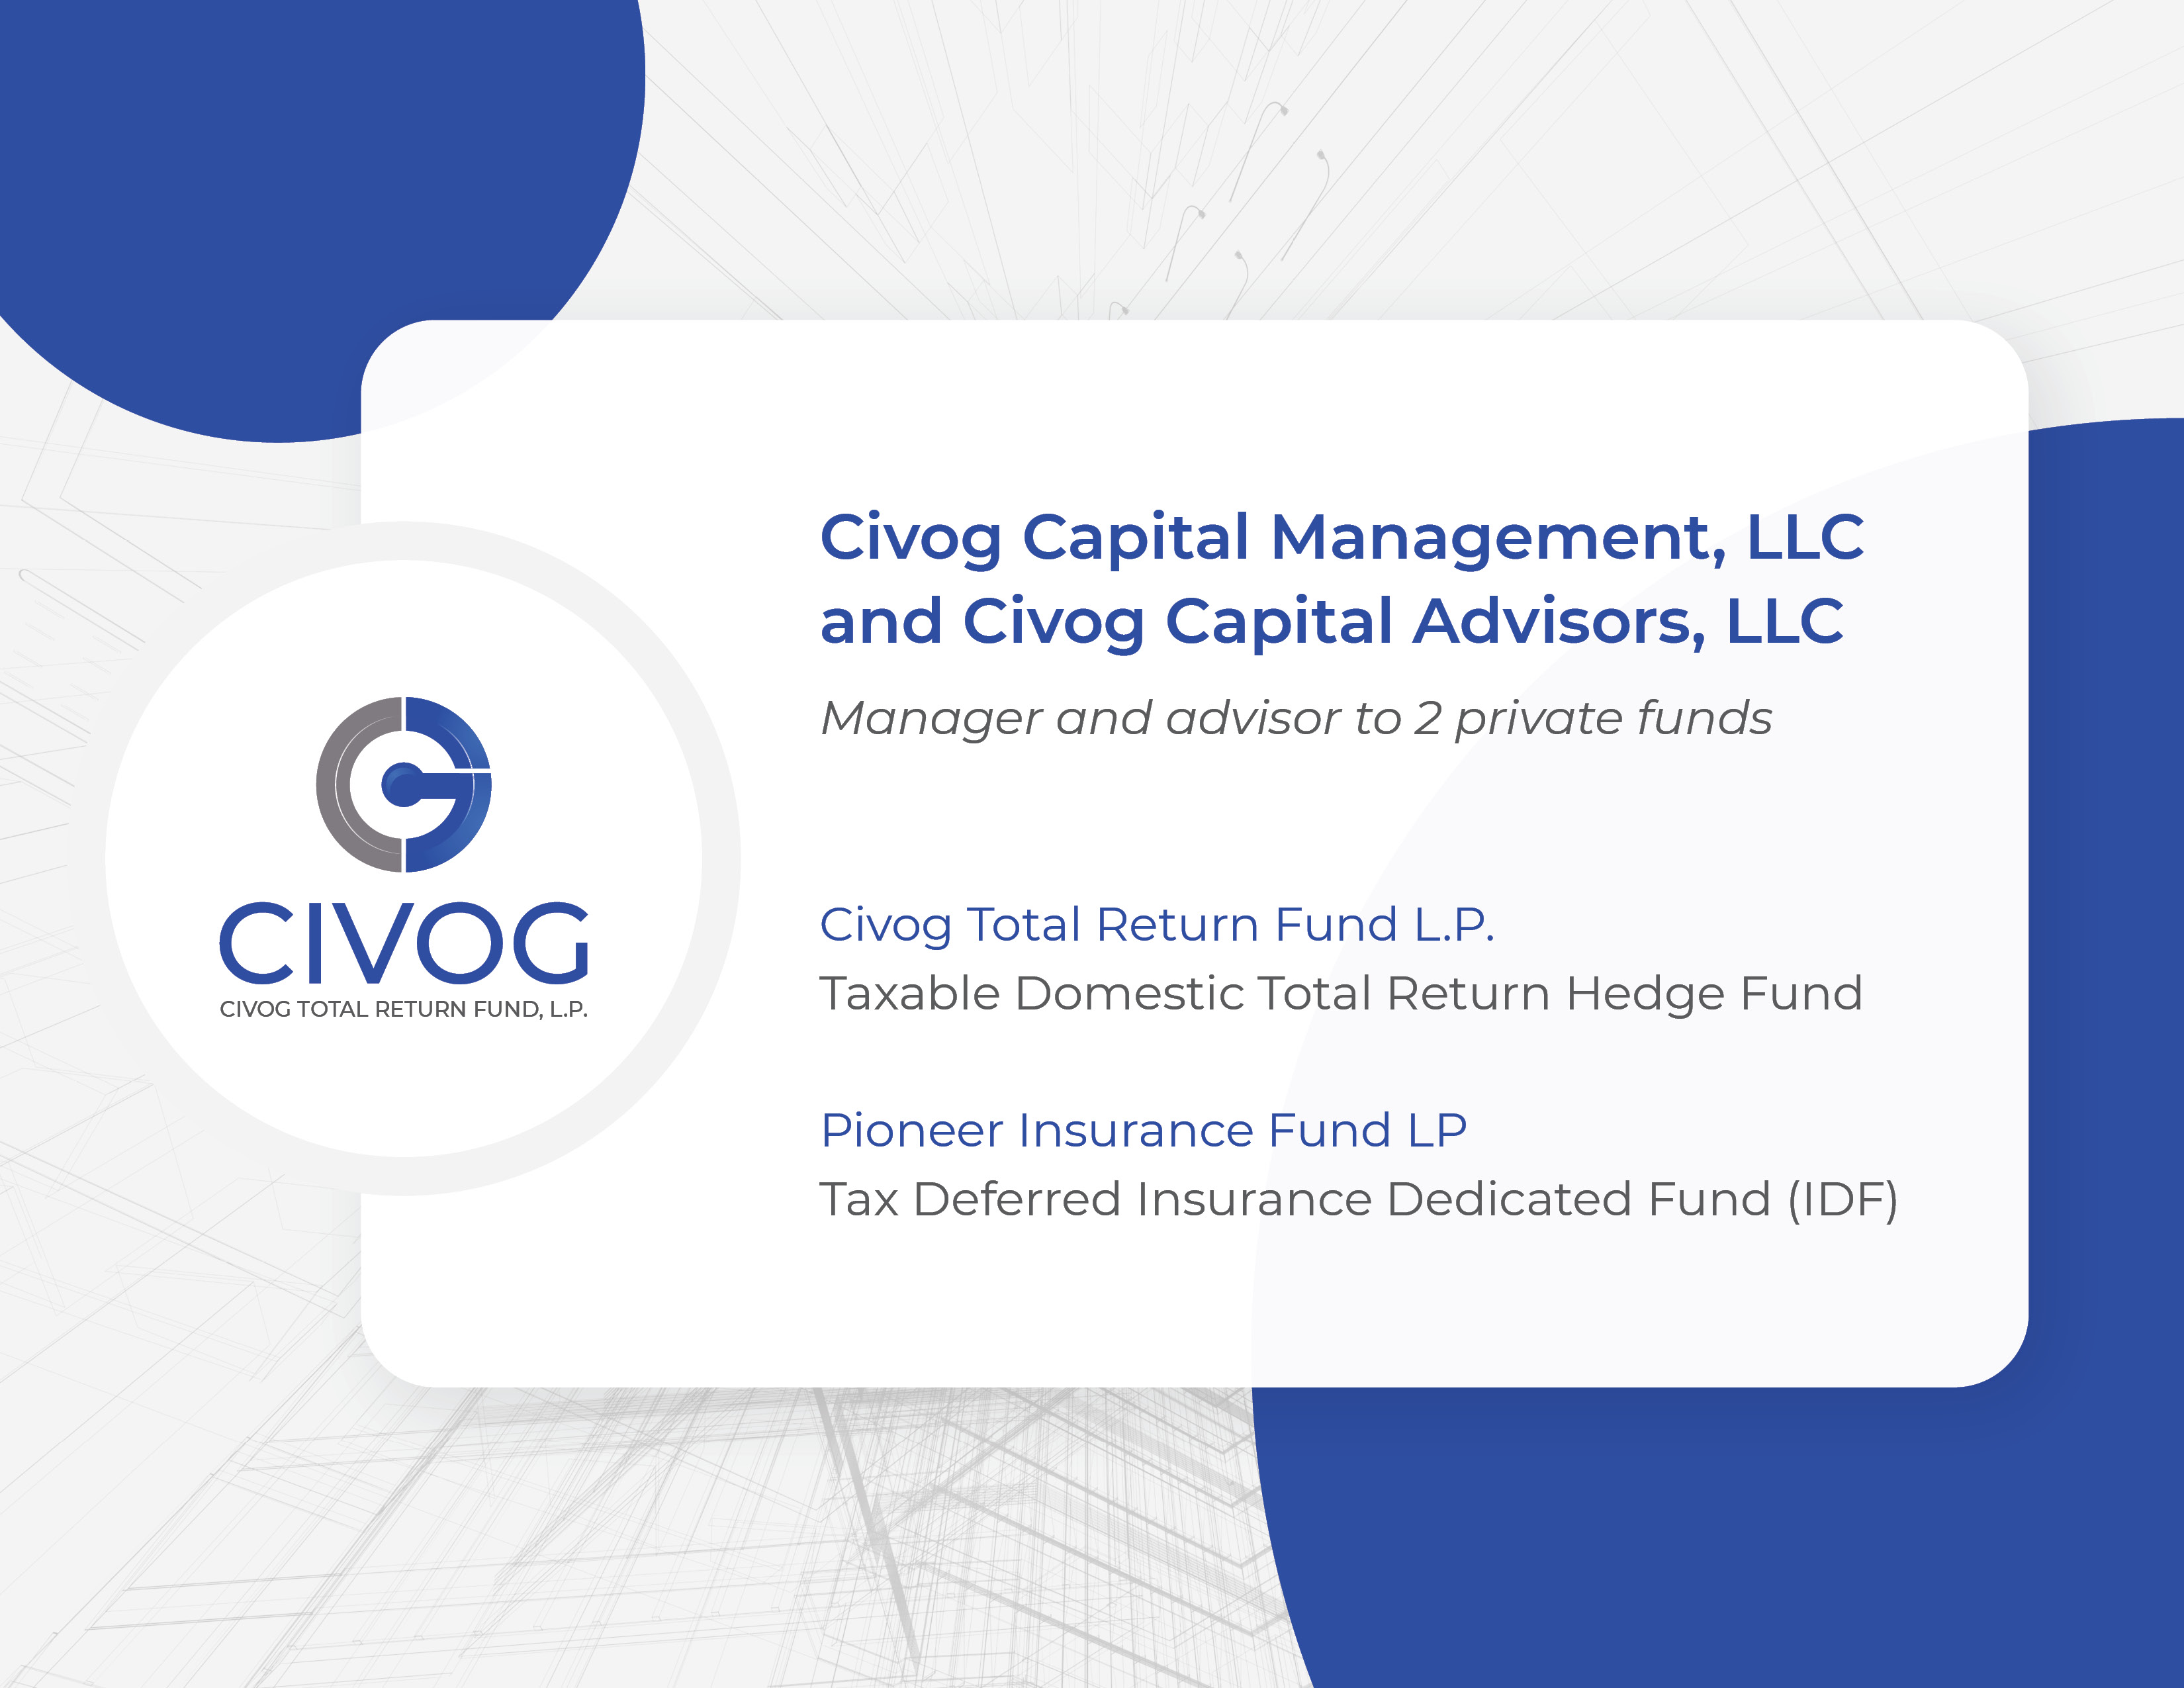 Civog Capital Management, LLC
and Civog Capital Advisors, LLC
Manager and advisor to 2 private funds
CIVOG
CIVOG TOTAL RETURN FUND, L.P.
Civog Total Return Fund L.P.
Taxable Domestic Total Return Hedge Fund
Pioneer Insurance Fund LP
Tax Deferred Insurance Dedicated Fund (IDF)